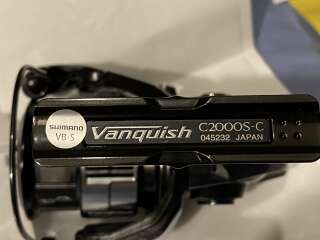 SHIMANO
VB-S
Vanquish C2000S-C
045232 JAPAN